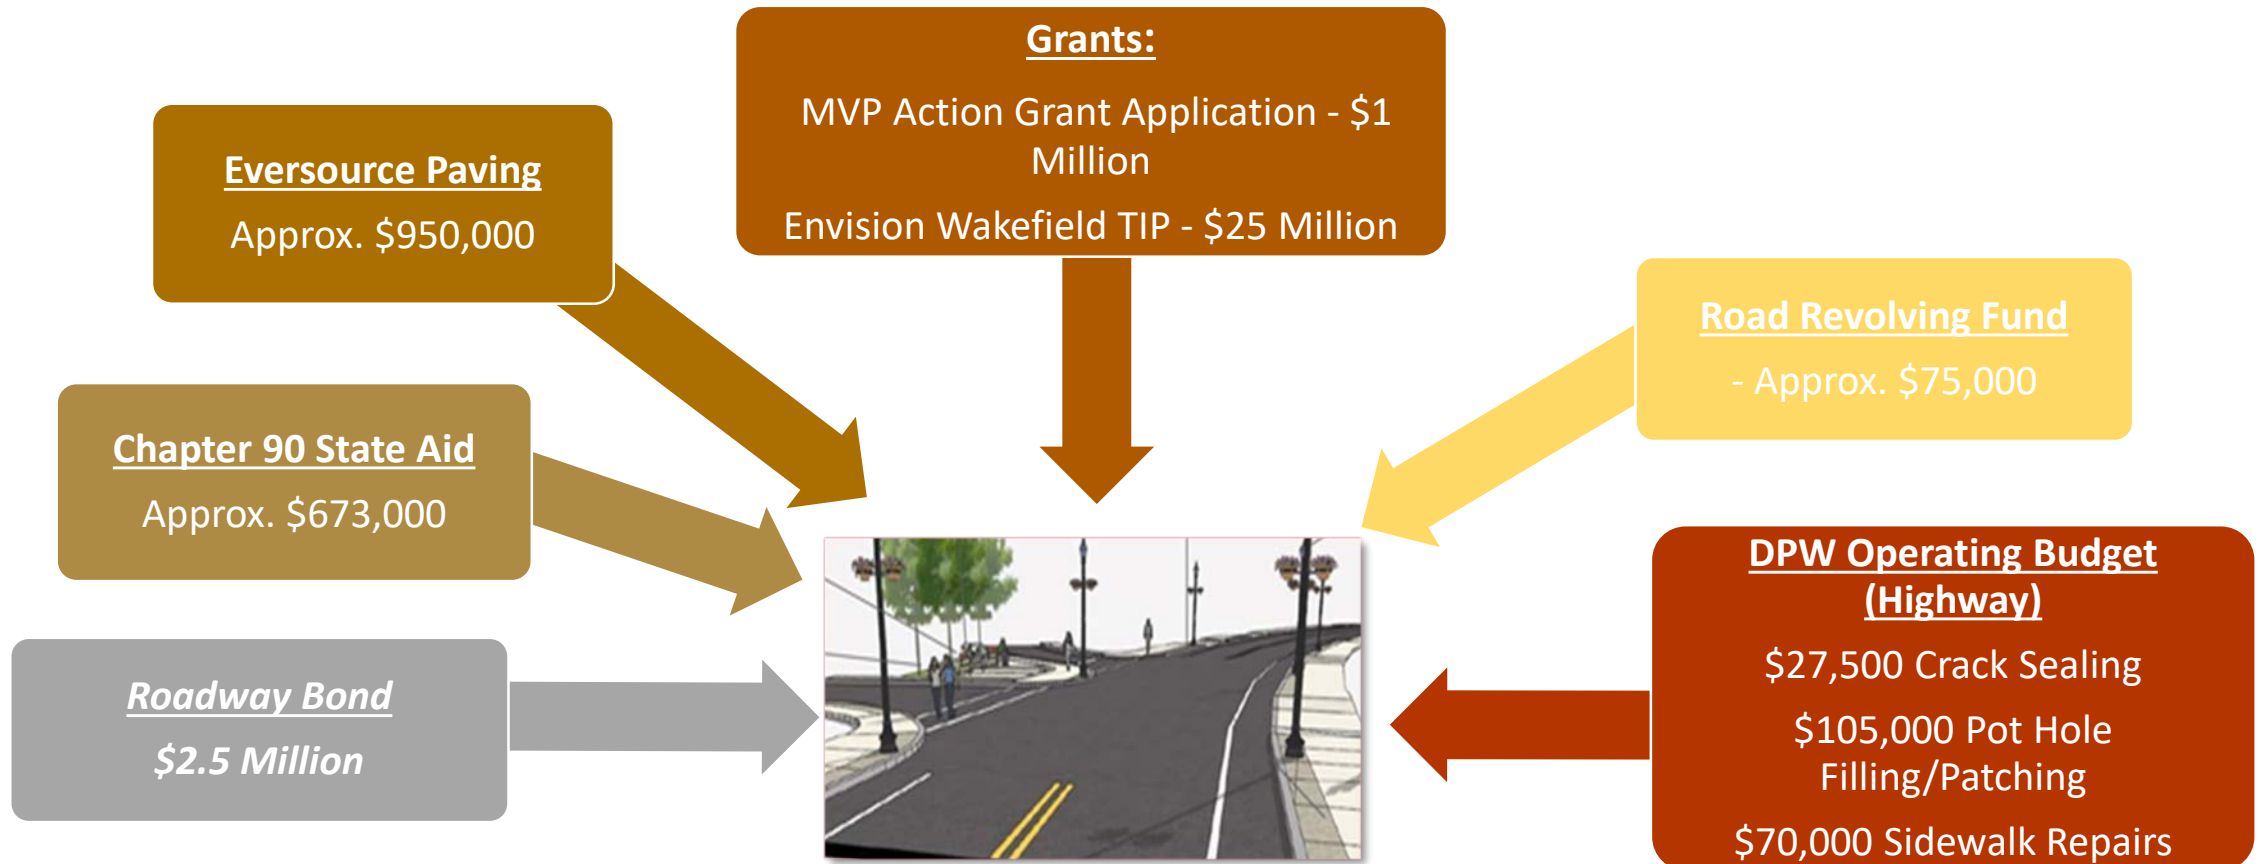 Grants:
MVP Action Grant Application - $1
Million
Envision Wakefield TIP - $25 Million
Eversource Paving
Approx. $950,000
Road Revolving Fund
- Approx. $75,000
Chapter 90 State Aid
Approx. $673,000
DPW Operating Budget
(Highway)
$27,500 Crack Sealing
$105,000 Pot Hole
Filling/Patching
$70,000 Sidewalk Repairs
Roadway Bond
$2.5 Million